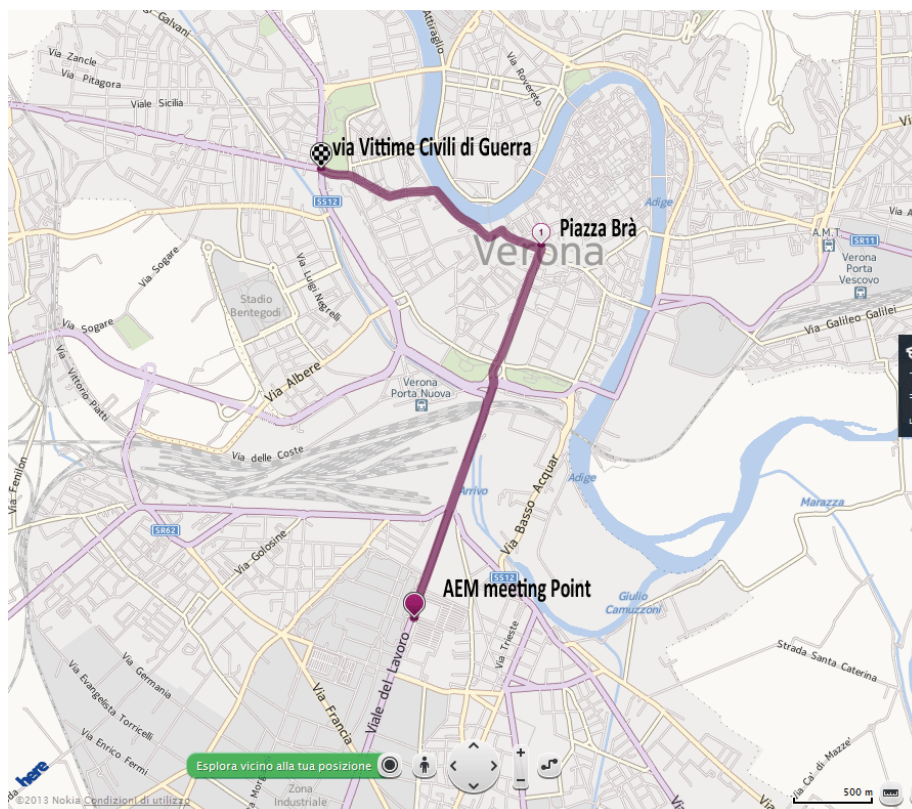 Galvani
Attiraglio
Via Zancle
Via Pitagora
Viale Sicilia
Via Rovereto
via Vittime Civili di Guerra
SS12
Adige
Piazza Brà
1
Verona
A.M.T.
SR11
Verona
Porta
Vescovo
Via Sogare
Via Luigi Negrelli
Stadio
Bentegodi
Via Sogare
Via Galileo Galilei
Via Vittorio Piatti
Via Albere
Verona
Porta Nuova
Via delle Coste
Via Fenilon
Arrivo
Adige
Via Basso Acquar
Marazza
SR62
Via Golosine
SS12
AEM meeting Point
Giulio
Camuzzoni
Viale del Lavoro
Via Trieste
Strada Santa Caterina
Via Germania
Via Evangelista Torricelli
Via Francia
Via Enrico Fermi
Esplora vicino alla tua posizione
Via Ca' di Mazze'
here
Zona
Industriale
500 m
©2013 Nokia Condizioni di utilizzo